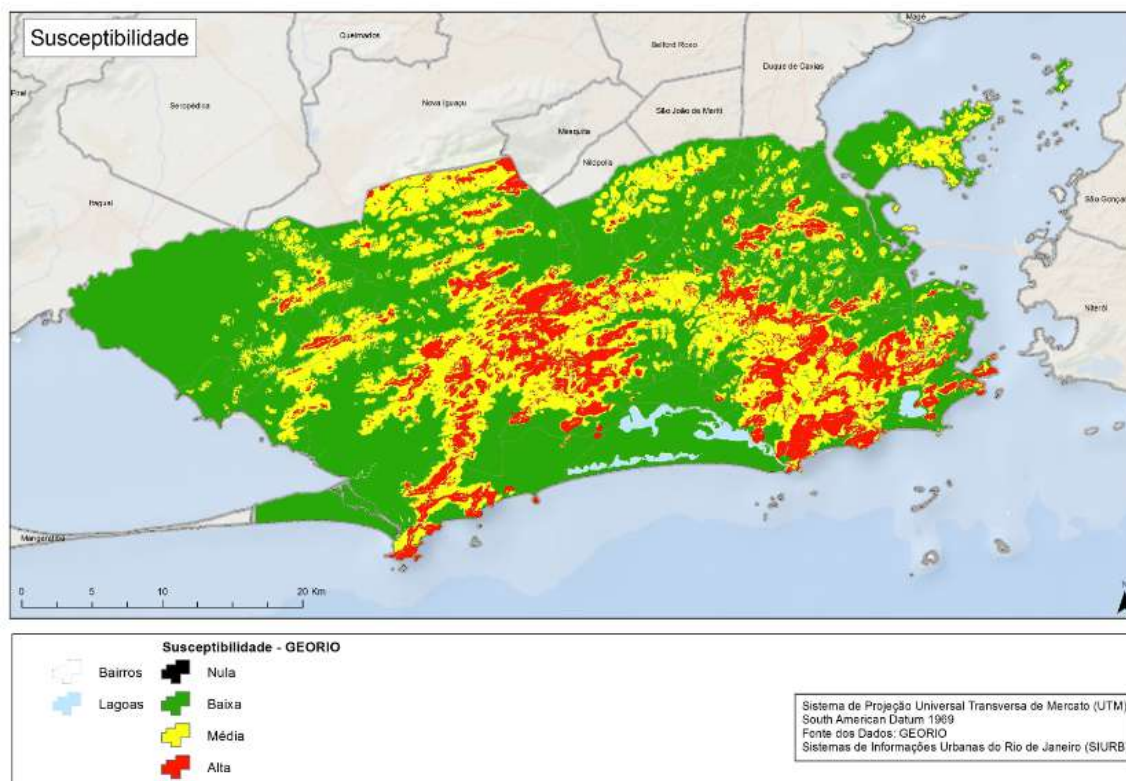 Susceptibilidade
Magé
Queimados
Belford Roxo
Duque de Caxias
Piraí
Seropédica
Nova Iguaçu
São João de Meriti
Mesquita
Nilópolis
Itaguaí
São Gonçalo
Niterói
Mangaratiba
0 5 10 20 Km
N
Susceptibilidade - GEORIO
Bairros Nula
Lagoas Baixa
Média
Alta
Sistema de Projeção Universal Transversa de Mercato (UTM)
South American Datum 1969
Fonte dos Dados: GEORIO
Sistemas de Informações Urbanas do Rio de Janeiro (SIURB